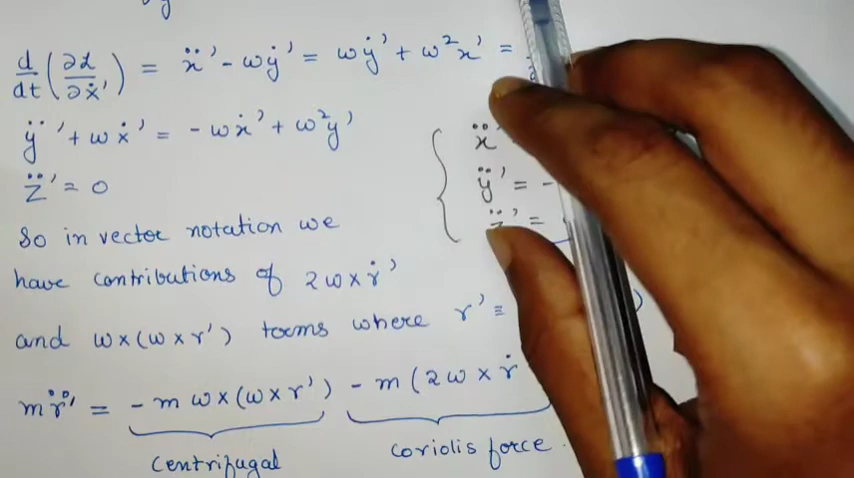 d/dt (∂L/∂ẋ') = ẍ' - ωẏ' = ωẏ' + ω²x' =
ÿ' + ωẋ' = -ωẋ' + ω²y'
z̈' = 0
ẍ'
ÿ' = -
z̈' =
So in vector notation we
have contributions of 2ω×ṙ'
and ω×(ω×r') terms where r' ≡ )
mr̈' = -mω×(ω×r') - m(2ω×ṙ
Centrifugal
Coriolis force.